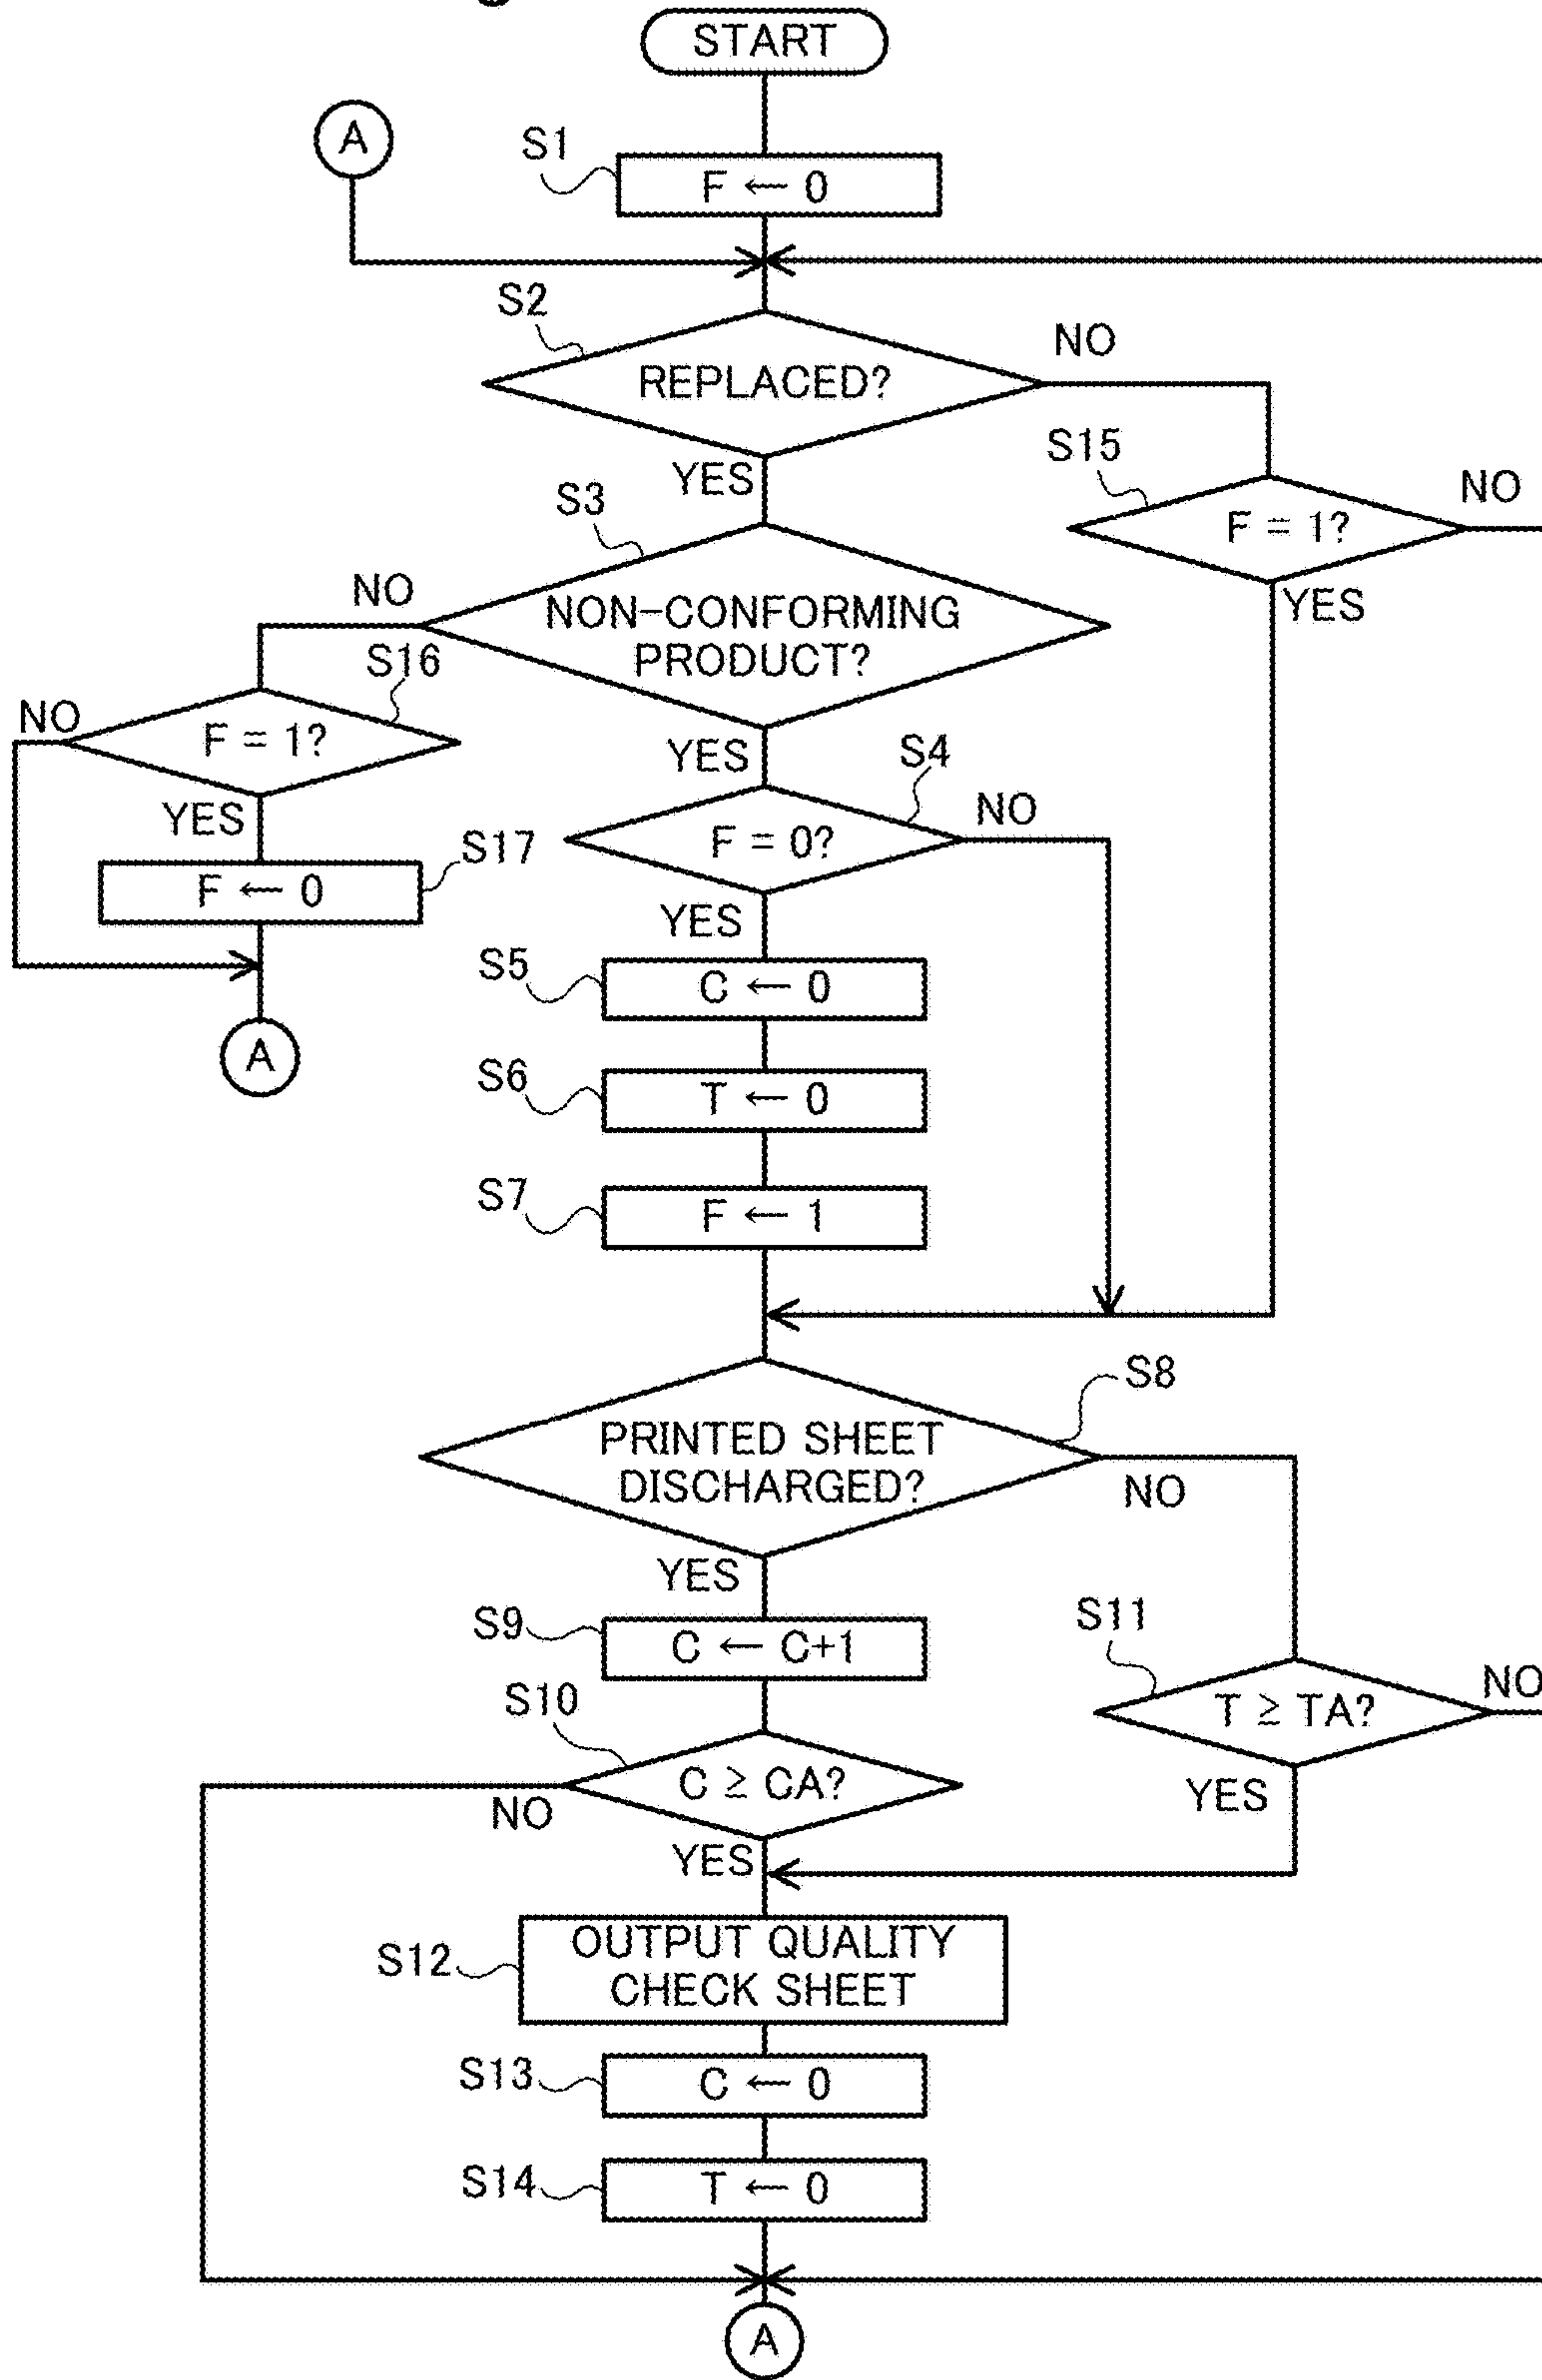 START
A
S1
F ← 0
S2
REPLACED?
NO
YES
S15
F = 1?
NO
YES
S3
NON-CONFORMING
PRODUCT?
NO
YES
S16
F = 1?
NO
YES
S17
F ← 0
A
S4
F = 0?
NO
YES
S5
C ← 0
S6
T ← 0
S7
F ← 1
S8
PRINTED SHEET
DISCHARGED?
NO
YES
S9
C ← C+1
S10
C ≥ CA?
NO
YES
S11
T ≥ TA?
NO
YES
S12
OUTPUT QUALITY
CHECK SHEET
S13
C ← 0
S14
T ← 0
A